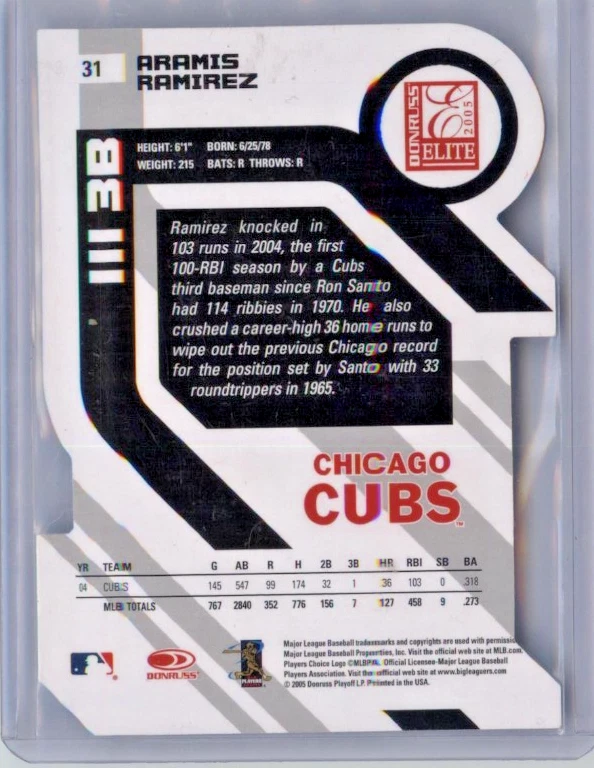 31
ARAMIS
RAMIREZ
DONRUSS
E
2005
ELITE
3B
HEIGHT: 6'1" BORN: 6/25/78
WEIGHT: 215 BATS: R THROWS: R
Ramirez knocked in
103 runs in 2004, the first
100-RBI season by a Cubs
third baseman since Ron Santo
had 114 ribbies in 1970. He also
crushed a career-high 36 home runs to
wipe out the previous Chicago record
for the position set by Santo with 33
roundtrippers in 1965.
CHICAGO
CUBS™
YR TEAM G AB R H 2B 3B HR RBI SB BA
04 CUBS 145 547 99 174 32 1 36 103 0 .318
MLB TOTALS 767 2840 352 776 156 7 127 458 9 .273
Major League Baseball trademarks and copyrights are used with permission
Major League Baseball Properties, Inc. Visit the official web site at MLB.com
Players Choice Logo ©MLBPA, Official Licensee-Major League Baseball
Players Association. Visit the official web site at www.bigleaguers.com
© 2005 Donruss Playoff LP. Printed in the USA.
DONRUSS
PLAYERS